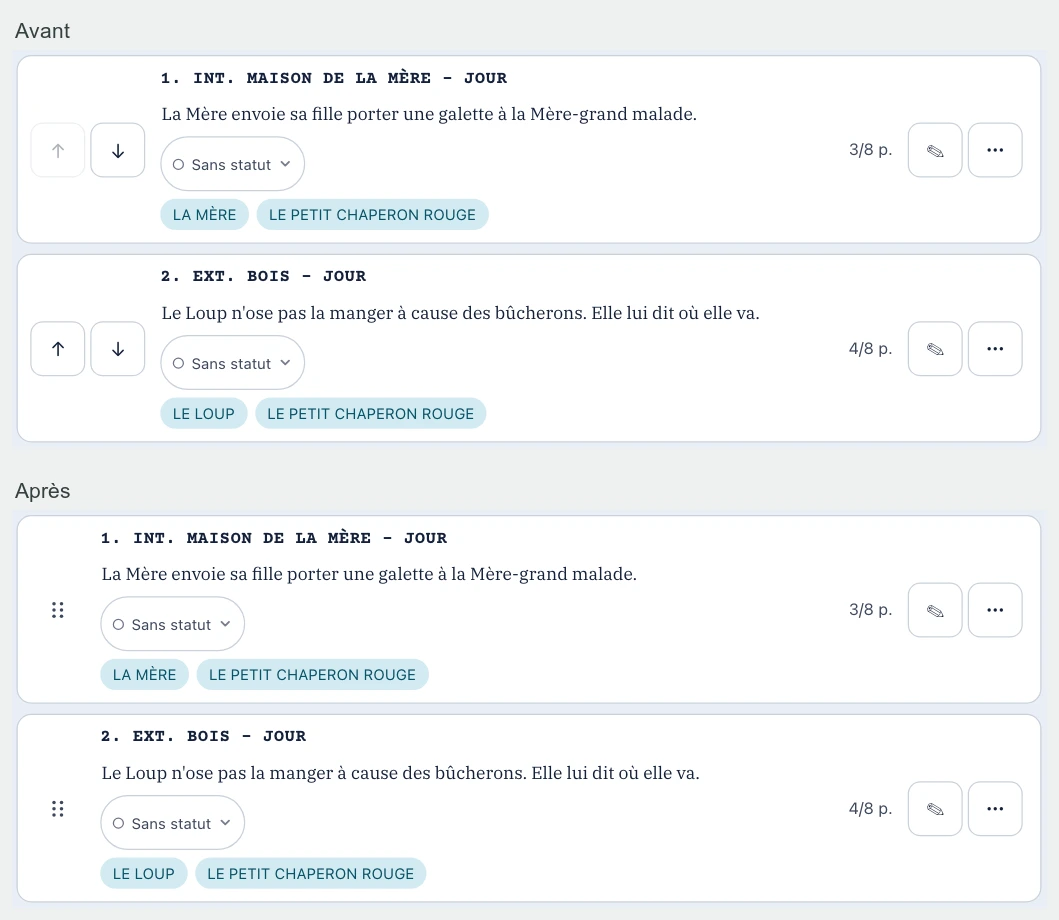 Avant
1. INT. MAISON DE LA MÈRE – JOUR
La Mère envoie sa fille porter une galette à la Mère-grand malade.
3/8 p.
Sans statut
LA MÈRE LE PETIT CHAPERON ROUGE
2. EXT. BOIS – JOUR
Le Loup n'ose pas la manger à cause des bûcherons. Elle lui dit où elle va.
4/8 p.
Sans statut
LE LOUP LE PETIT CHAPERON ROUGE
Après
1. INT. MAISON DE LA MÈRE – JOUR
La Mère envoie sa fille porter une galette à la Mère-grand malade.
3/8 p.
Sans statut
LA MÈRE LE PETIT CHAPERON ROUGE
2. EXT. BOIS – JOUR
Le Loup n'ose pas la manger à cause des bûcherons. Elle lui dit où elle va.
4/8 p.
Sans statut
LE LOUP LE PETIT CHAPERON ROUGE